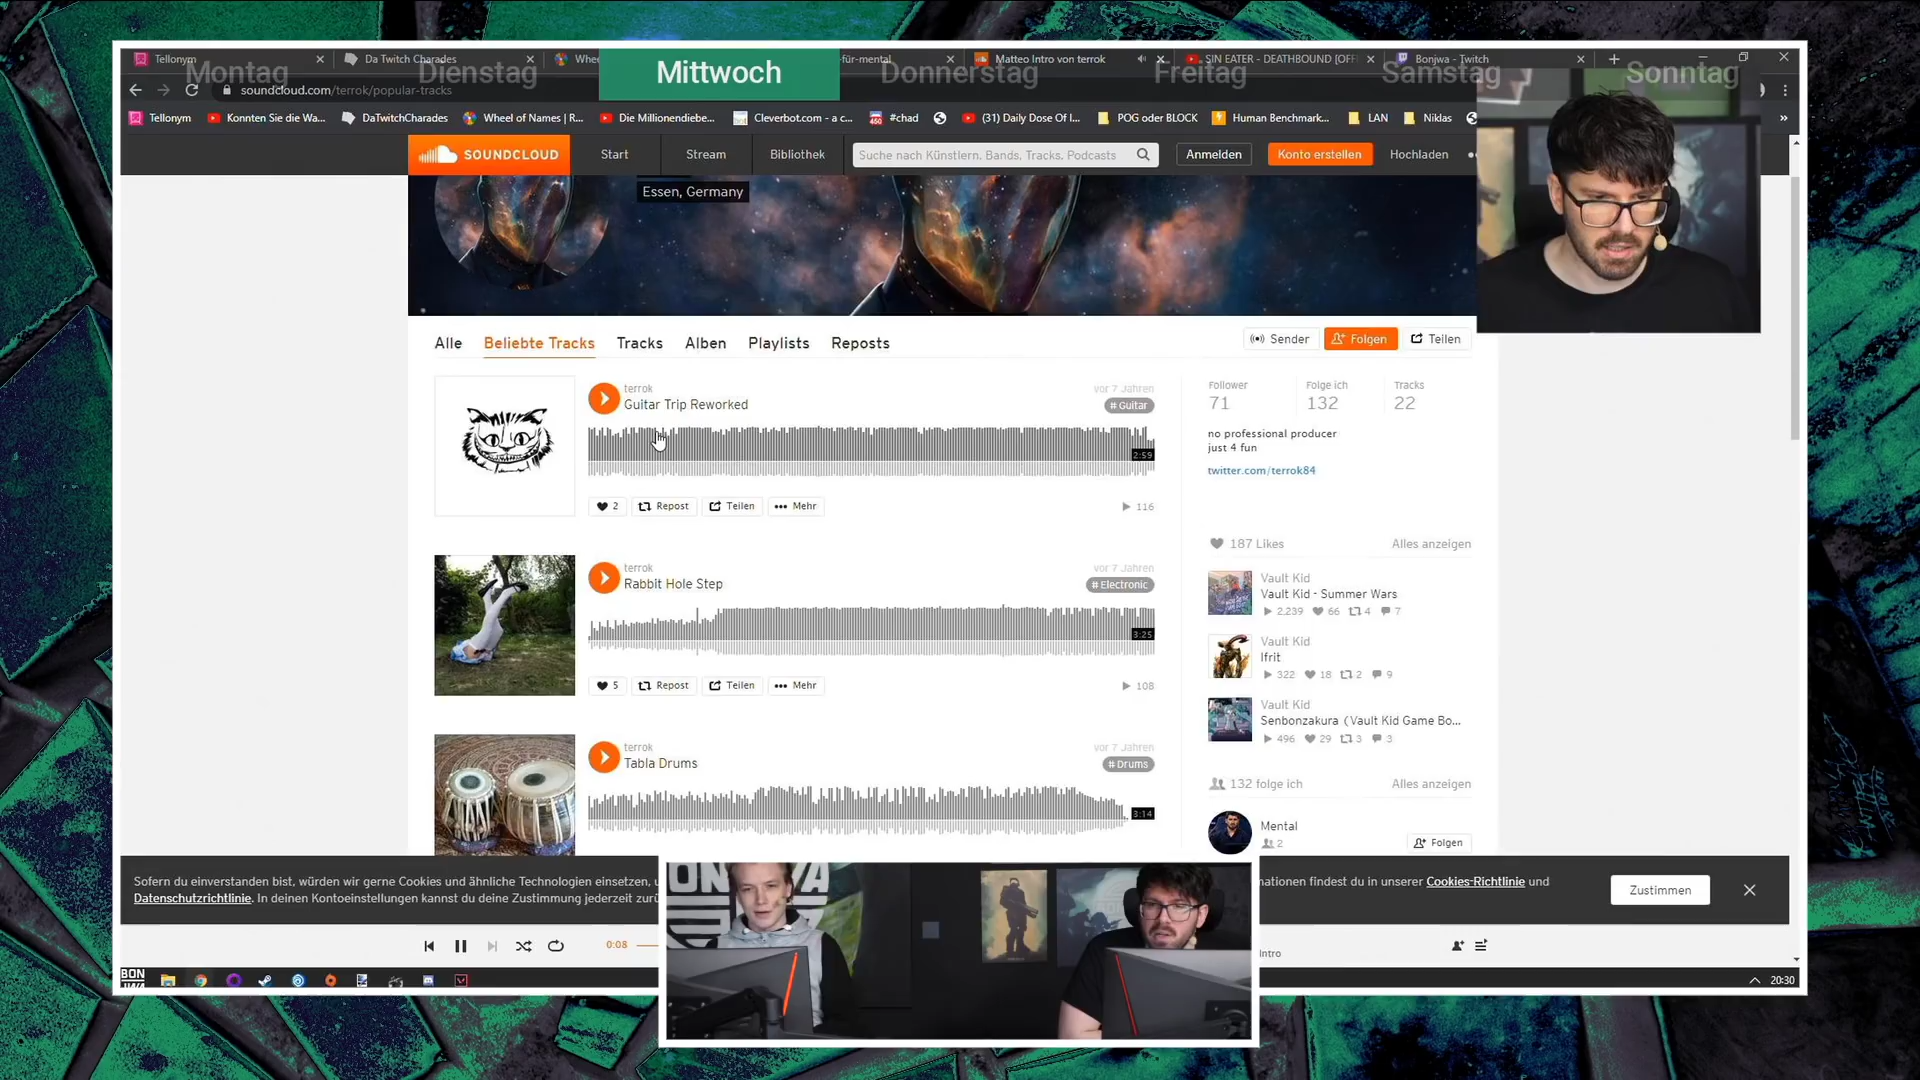 Montag
Dienstag
Mittwoch
Donnerstag
Freitag
Samstag
Sonntag
Tellonym
Da Twitch Charades
Whee
-für-mental
Matteo Intro von terrok
SIN EATER - DEATHBOUND [OFFI
Bonjwa - Twitch
soundcloud.com/terrok/popular-tracks
Tellonym
Konnten Sie die Wa...
DaTwitchCharades
Wheel of Names | R...
Die Millionendiebe...
Cleverbot.com - a c...
#chad
(31) Daily Dose Of I...
POG oder BLOCK
Human Benchmark...
LAN
Niklas
»
SOUNDCLOUD
Start
Stream
Bibliothek
Suche nach Künstlern, Bands, Tracks, Podcasts
Anmelden
Konto erstellen
Hochladen
Essen, Germany
Alle
Beliebte Tracks
Tracks
Alben
Playlists
Reposts
Sender
Folgen
Teilen
terrok
Guitar Trip Reworked
vor 7 Jahren
# Guitar
2:59
2
Repost
Teilen
Mehr
116
terrok
Rabbit Hole Step
vor 7 Jahren
# Electronic
3:25
5
Repost
Teilen
Mehr
108
terrok
Tabla Drums
vor 7 Jahren
# Drums
3:14
Follower
71
Folge ich
132
Tracks
22
no professional producer
just 4 fun
twitter.com/terrok84
187 Likes
Alles anzeigen
Vault Kid
Vault Kid - Summer Wars
2,239 66 4 7
Vault Kid
Ifrit
322 18 2 9
Vault Kid
Senbonzakura (Vault Kid Game Bo...
496 29 3 3
132 folge ich
Alles anzeigen
Mental
2
Folgen
Sofern du einverstanden bist, würden wir gerne Cookies und ähnliche Technologien einsetzen, u
Datenschutzrichtlinie. In deinen Kontoeinstellungen kannst du deine Zustimmung jederzeit zurü
mationen findest du in unserer Cookies-Richtlinie und
Zustimmen
0:08
Intro
BON
20:30